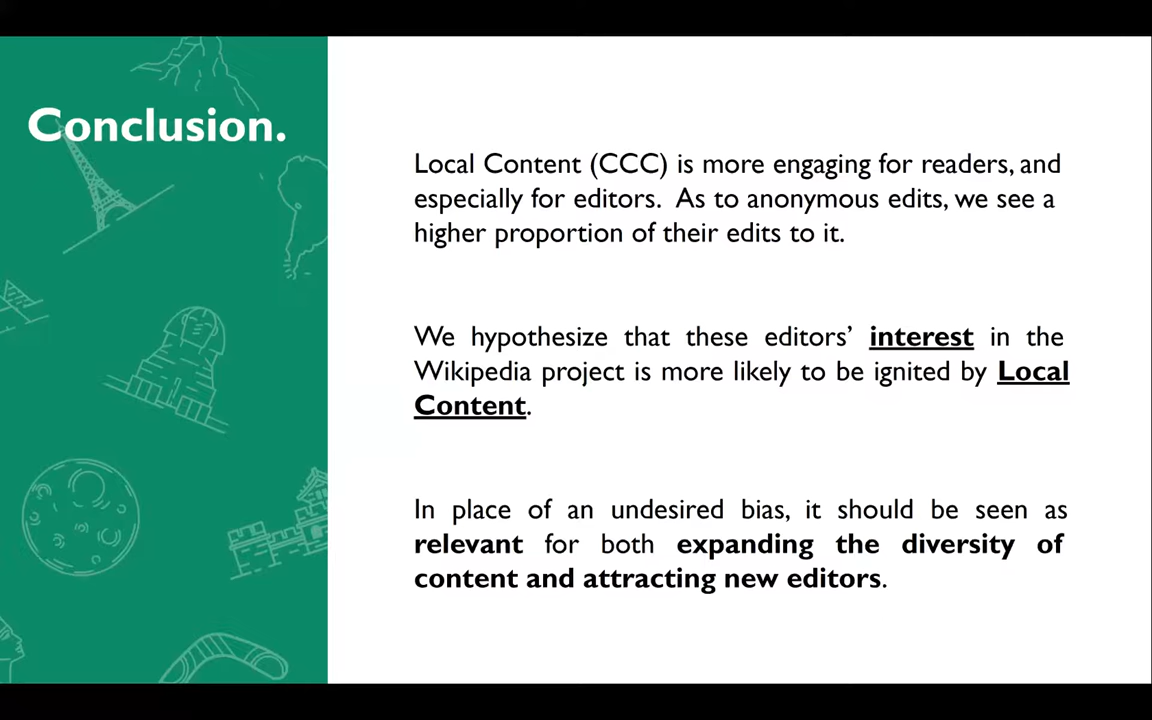 Conclusion.
Local Content (CCC) is more engaging for readers, and
especially for editors.  As to anonymous edits, we see a
higher proportion of their edits to it.
We hypothesize that these editors’ interest in the
Wikipedia project is more likely to be ignited by Local
Content.
In place of an undesired bias, it should be seen as
relevant for both expanding the diversity of
content and attracting new editors.